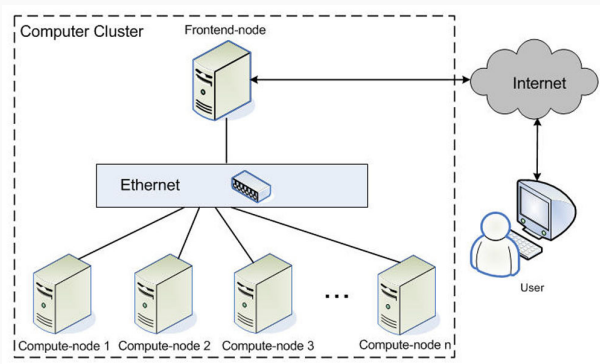 Computer Cluster
Frontend-node
Internet
Ethernet
User
Compute-node 1
Compute-node 2
Compute-node 3
...
Compute-node n